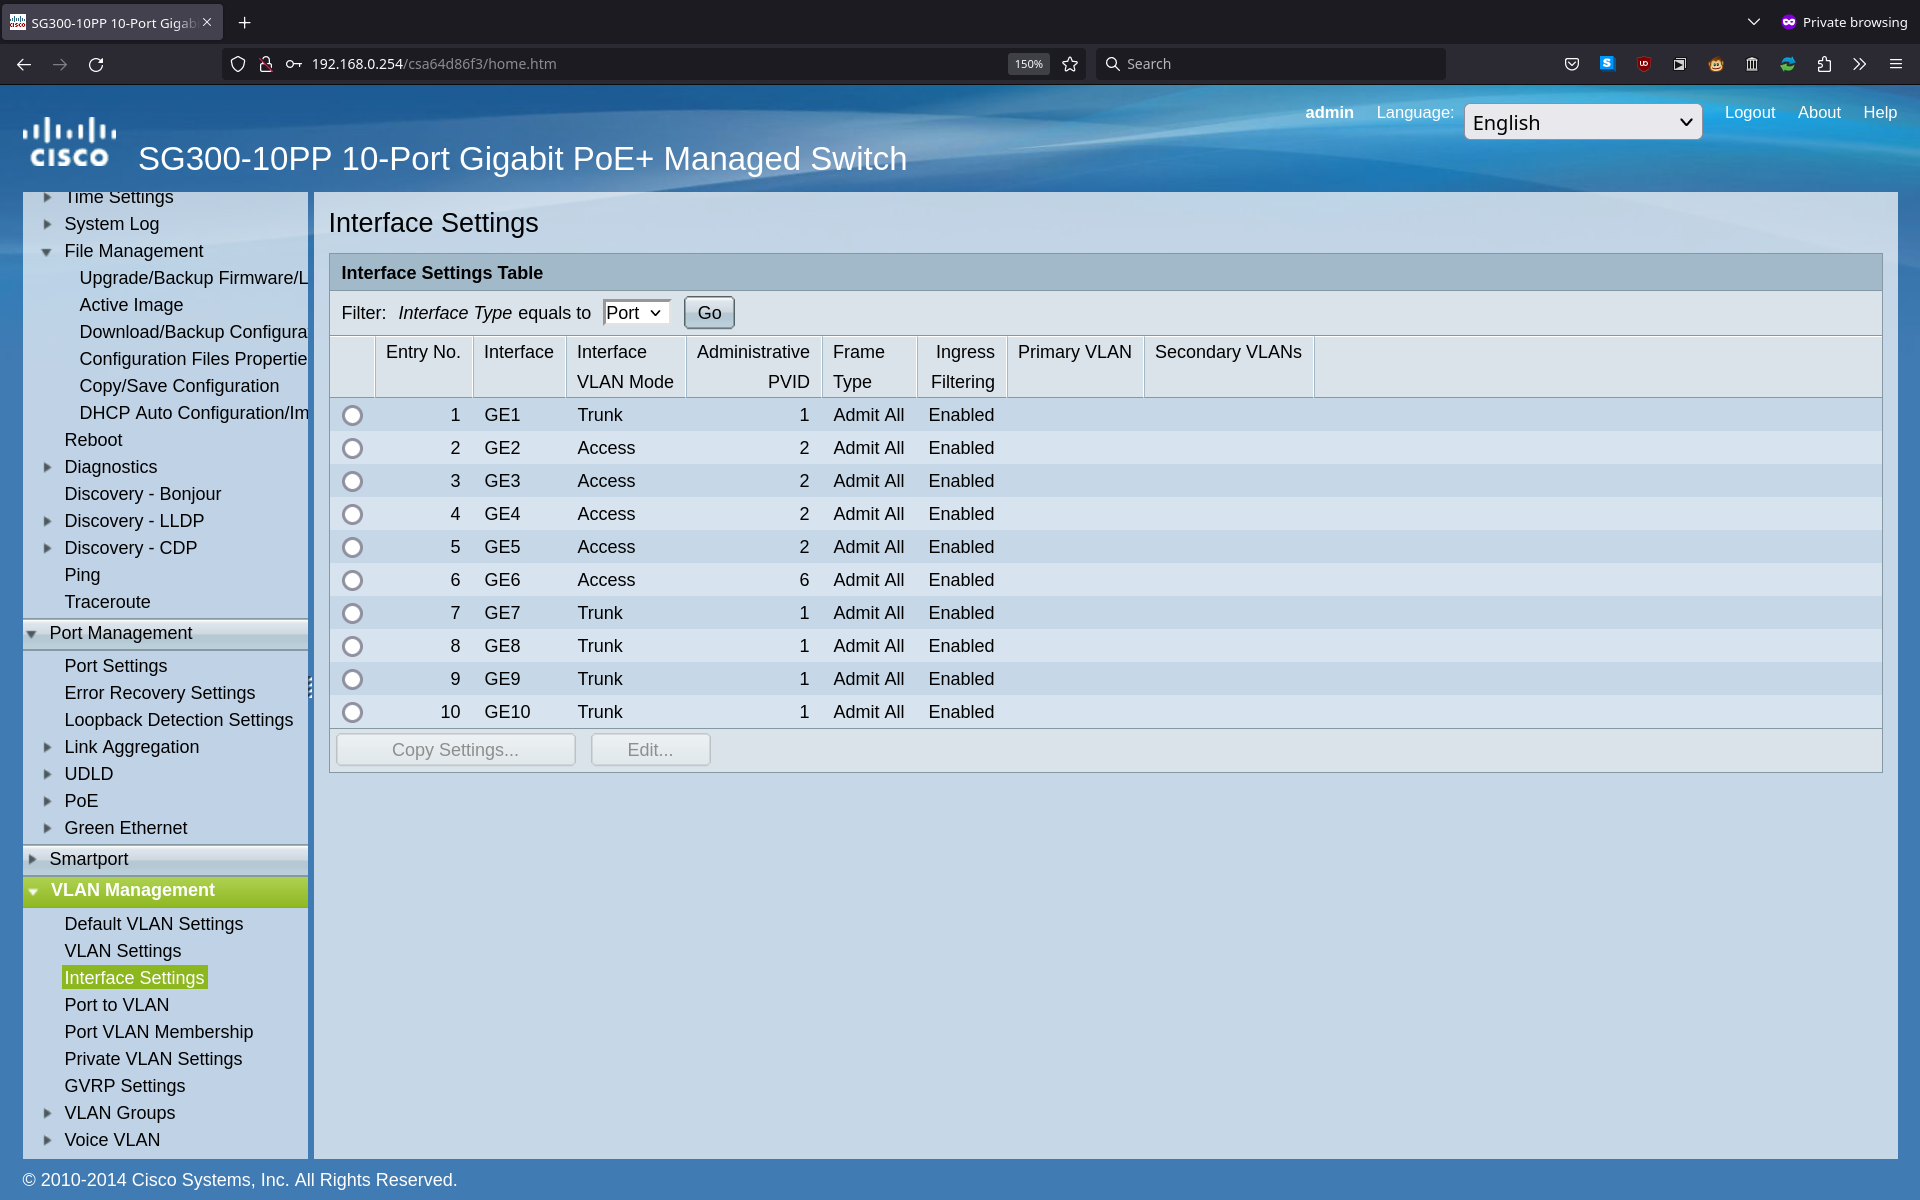 SG300-10PP 10-Port Gigab
Private browsing
192.168.0.254/csa64d86f3/home.htm
150%
Search
admin Language: English Logout About Help
CISCO
SG300-10PP 10-Port Gigabit PoE+ Managed Switch
Time Settings
System Log
File Management
Upgrade/Backup Firmware/L
Active Image
Download/Backup Configura
Configuration Files Propertie
Copy/Save Configuration
DHCP Auto Configuration/Im
Reboot
Diagnostics
Discovery - Bonjour
Discovery - LLDP
Discovery - CDP
Ping
Traceroute
Port Management
Port Settings
Error Recovery Settings
Loopback Detection Settings
Link Aggregation
UDLD
PoE
Green Ethernet
Smartport
VLAN Management
Default VLAN Settings
VLAN Settings
Interface Settings
Port to VLAN
Port VLAN Membership
Private VLAN Settings
GVRP Settings
VLAN Groups
Voice VLAN
Interface Settings
Interface Settings Table
Filter: Interface Type equals to Port Go
Entry No. Interface Interface Administrative Frame Ingress Primary VLAN Secondary VLANs
VLAN Mode PVID Type Filtering
1 GE1 Trunk 1 Admit All Enabled
2 GE2 Access 2 Admit All Enabled
3 GE3 Access 2 Admit All Enabled
4 GE4 Access 2 Admit All Enabled
5 GE5 Access 2 Admit All Enabled
6 GE6 Access 6 Admit All Enabled
7 GE7 Trunk 1 Admit All Enabled
8 GE8 Trunk 1 Admit All Enabled
9 GE9 Trunk 1 Admit All Enabled
10 GE10 Trunk 1 Admit All Enabled
Copy Settings... Edit...
© 2010-2014 Cisco Systems, Inc. All Rights Reserved.